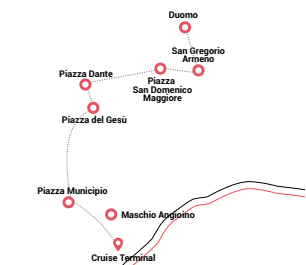 Duomo
San Gregorio
Armeno
Piazza Dante
Piazza
San Domenico
Maggiore
Piazza del Gesù
Piazza Municipio
Maschio Angioino
Cruise Terminal